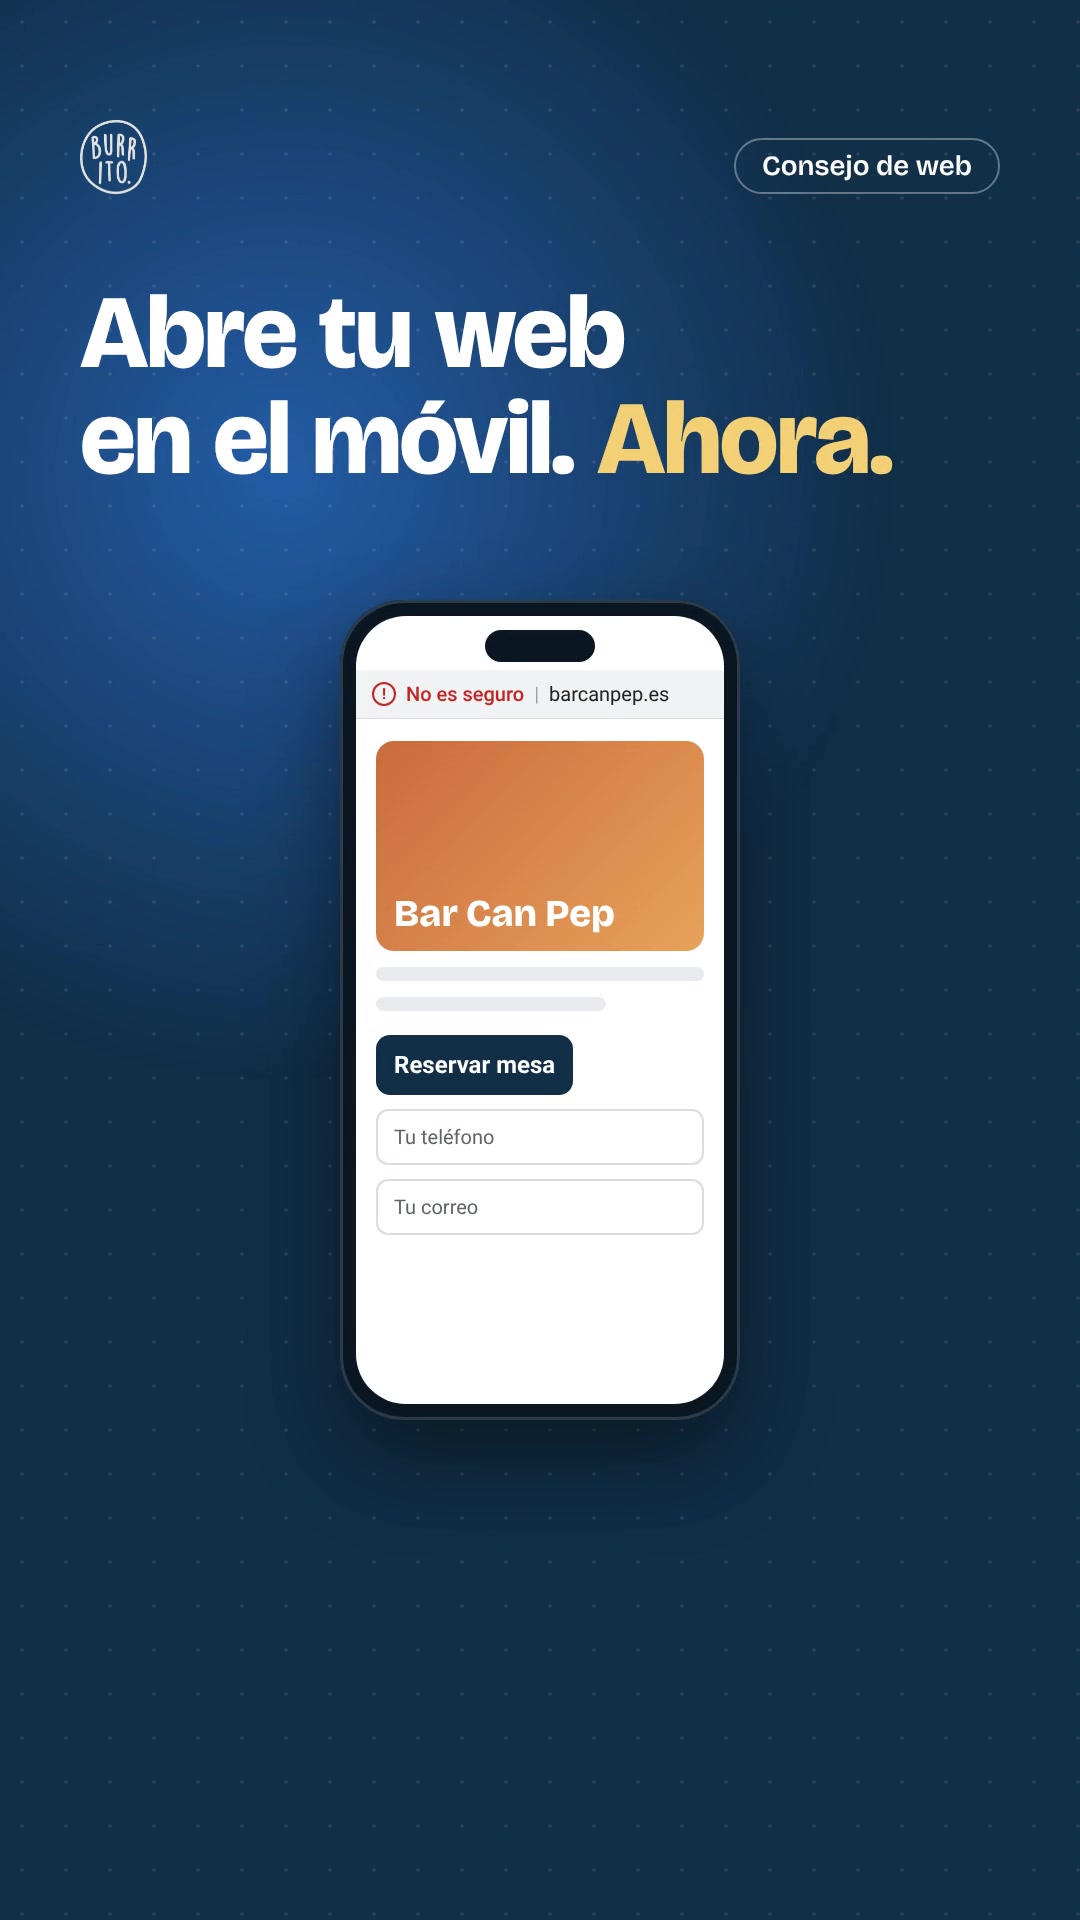 BURR
ITO.
Consejo de web
Abre tu web
en el móvil. Ahora.
! No es seguro | barcanpep.es
Bar Can Pep
Reservar mesa
Tu teléfono
Tu correo